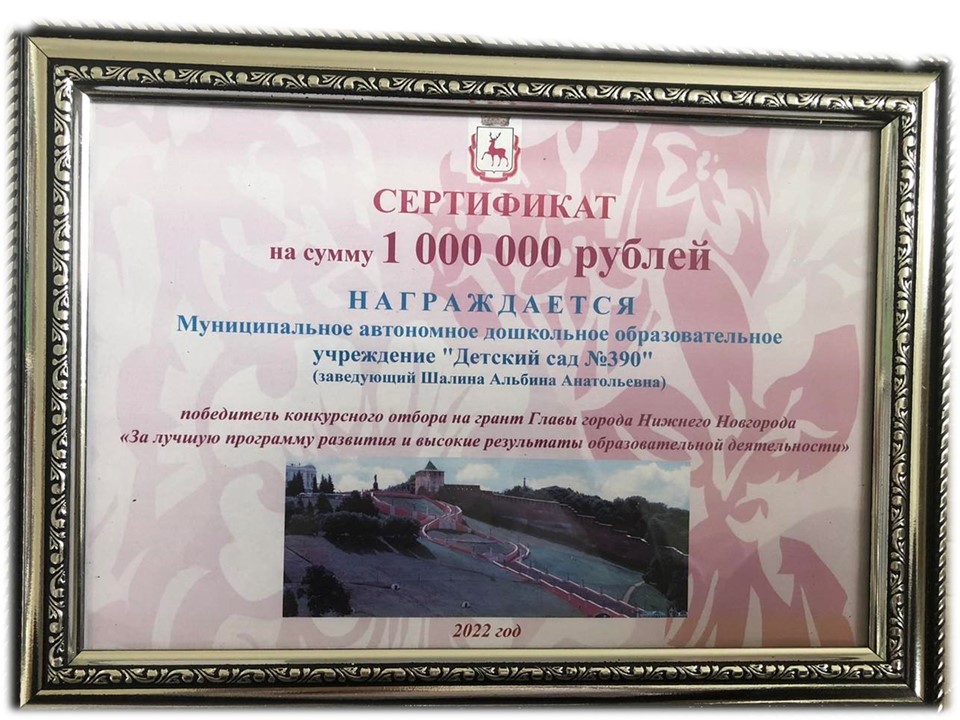 СЕРТИФИКАТ
на сумму 1 000 000 рублей
НАГРАЖДАЕТСЯ
Муниципальное автономное дошкольное образовательное
учреждение "Детский сад №390"
(заведующий Шалина Альбина Анатольевна)
победитель конкурсного отбора на грант Главы города Нижнего Новгорода
«За лучшую программу развития и высокие результаты образовательной деятельности»
2022 год